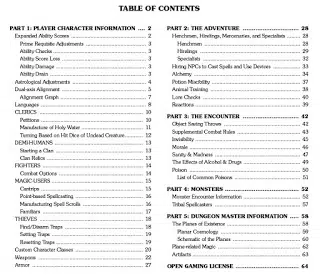 TABLE OF CONTENTS
PART 1: PLAYER CHARACTER INFORMATION .... 2
Expanded Ability Scores .... 2
Prime Requisite Adjustments .... 3
Ability Checks .... 3
Ability Score Loss .... 3
Ability Damage .... 3
Ability Drain .... 3
Astrological Adjustments .... 4
Dual-axis Alignment .... 5
Alignment Graph .... 7
Languages .... 8
CLERICS .... 10
Petitions .... 10
Manufacture of Holy Water .... 11
Turning Based on Hit Dice of Undead Creature .... 12
DEMI-HUMANS .... 13
Starting a Clan .... 13
Clan Relics .... 13
FIGHTERS .... 14
Combat Options .... 14
MAGIC-USERS .... 15
Cantrips .... 15
Point-based Spellcasting .... 16
Manufacturing Spell Scrolls .... 16
Familiars .... 17
THIEVES .... 18
Find/Disarm Traps .... 18
Setting Traps .... 19
Resetting Traps .... 19
Custom Character Classes .... 20
Weapons .... 22
Armor .... 27
PART 2: THE ADVENTURE .... 28
Henchmen, Hirelings, Mercenaries, and Specialists .... 28
Henchmen .... 28
Hirelings .... 29
Specialists .... 32
Hiring NPCs to Cast Spells and Use Devices .... 33
Alchemy .... 34
Potion Miscibility .... 37
Animal Training .... 38
Lore Checks .... 40
Reactions .... 39
PART 3: THE ENCOUNTER .... 42
Object Saving Throws .... 42
Supplemental Combat Rules .... 43
Invisibility .... 45
Morale .... 46
Sanity & Madness .... 47
The Effects of Alcohol & Drugs .... 49
Poison .... 50
List of Common Poisons .... 51
PART 4: MONSTERS .... 52
Monster Encounter Information .... 52
Tribal Spellcasters .... 57
PART 5: DUNGEON MASTER INFORMATION .... 58
The Planes of Existence .... 58
Planar Cosmology .... 59
Schematic of the Planes .... 60
Plane-related Magic .... 62
Artifacts .... 63
OPEN GAMING LICENSE .... 64